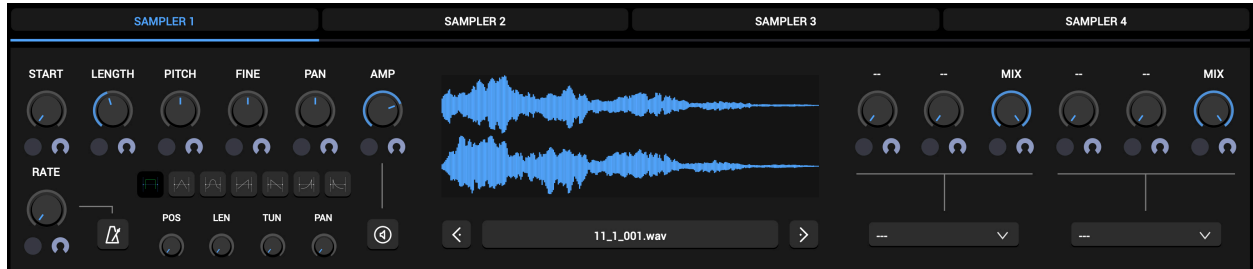 SAMPLER 1 SAMPLER 2 SAMPLER 3 SAMPLER 4
START LENGTH PITCH FINE PAN AMP -- -- MIX -- -- MIX
RATE
POS LEN TUN PAN
11_1_001.wav --- ---